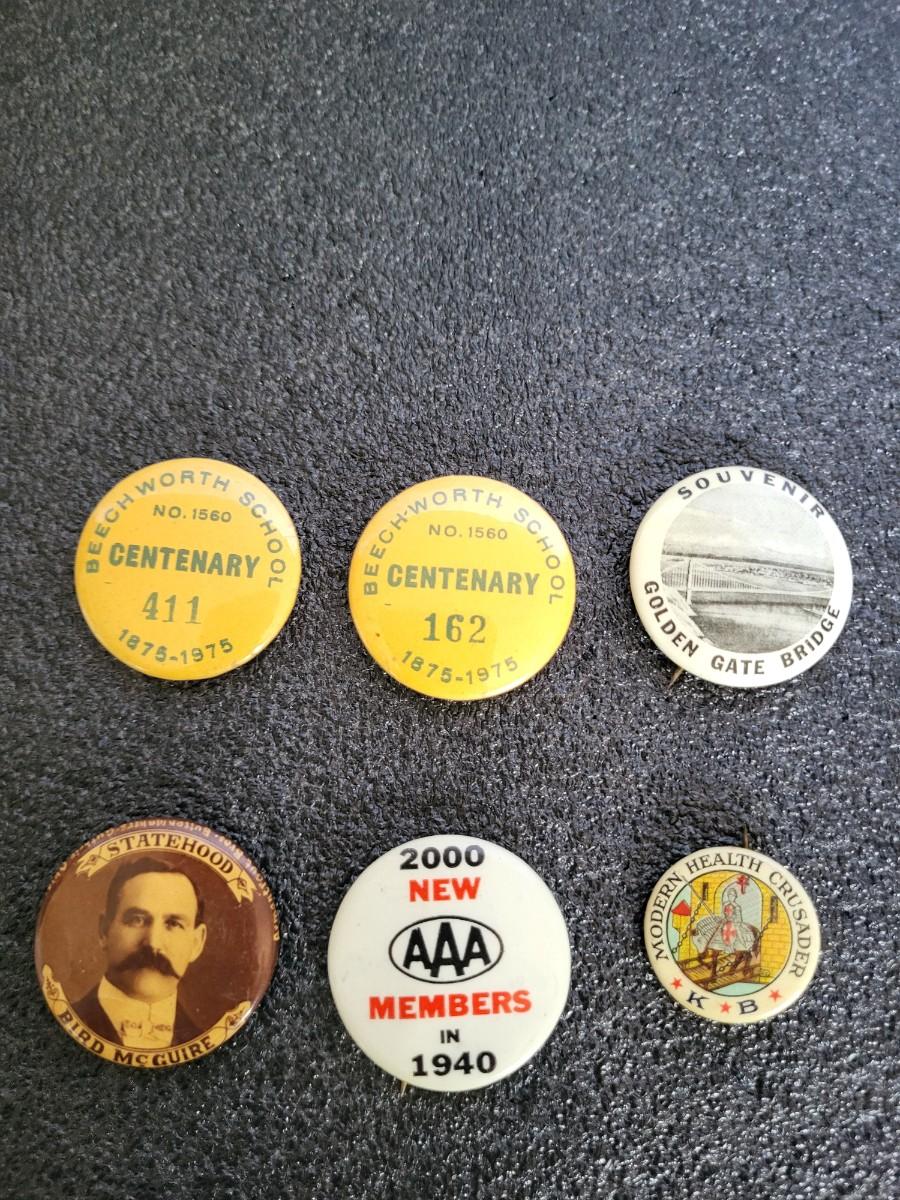 BEECHWORTH SCHOOL
NO. 1560
CENTENARY
411
1875-1975
BEECHWORTH SCHOOL
NO. 1560
CENTENARY
162
1875-1975
SOUVENIR
GOLDEN GATE BRIDGE
STATEHOOD
BIRD McGUIRE
2000
NEW
AAA
MEMBERS
IN
1940
MODERN HEALTH CRUSADER
K B